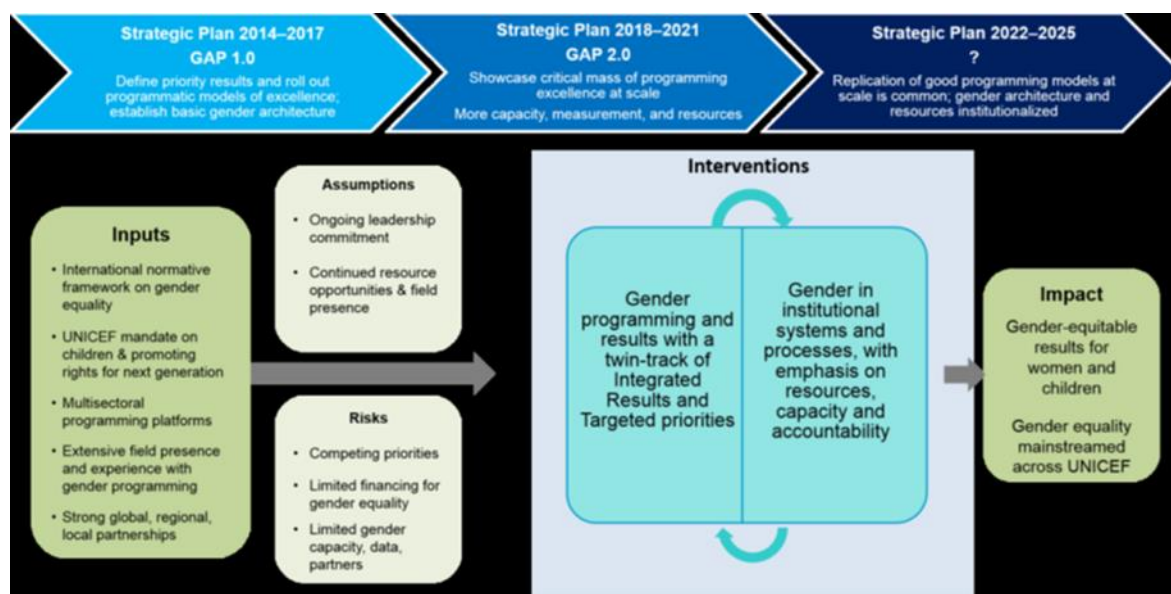 Strategic Plan 2014–2017
GAP 1.0
Define priority results and roll out
programmatic models of excellence;
establish basic gender architecture
Strategic Plan 2018–2021
GAP 2.0
Showcase critical mass of programming
excellence at scale
More capacity, measurement, and resources
Strategic Plan 2022–2025
?
Replication of good programming models at
scale is common; gender architecture and
resources institutionalized
Inputs
• International normative
framework on gender
equality
• UNICEF mandate on
children & promoting
rights for next generation
• Multisectoral
programming platforms
• Extensive field presence
and experience with
gender programming
• Strong global, regional,
local partnerships
Assumptions
• Ongoing leadership
commitment
• Continued resource
opportunities & field
presence
Risks
• Competing priorities
• Limited financing for
gender equality
• Limited gender
capacity, data,
partners
Interventions
Gender
programming and
results with a
twin-track of
Integrated
Results and
Targeted priorities
Gender in
institutional
systems and
processes, with
emphasis on
resources,
capacity and
accountability
Impact
Gender-equitable
results for
women and
children
Gender equality
mainstreamed
across UNICEF